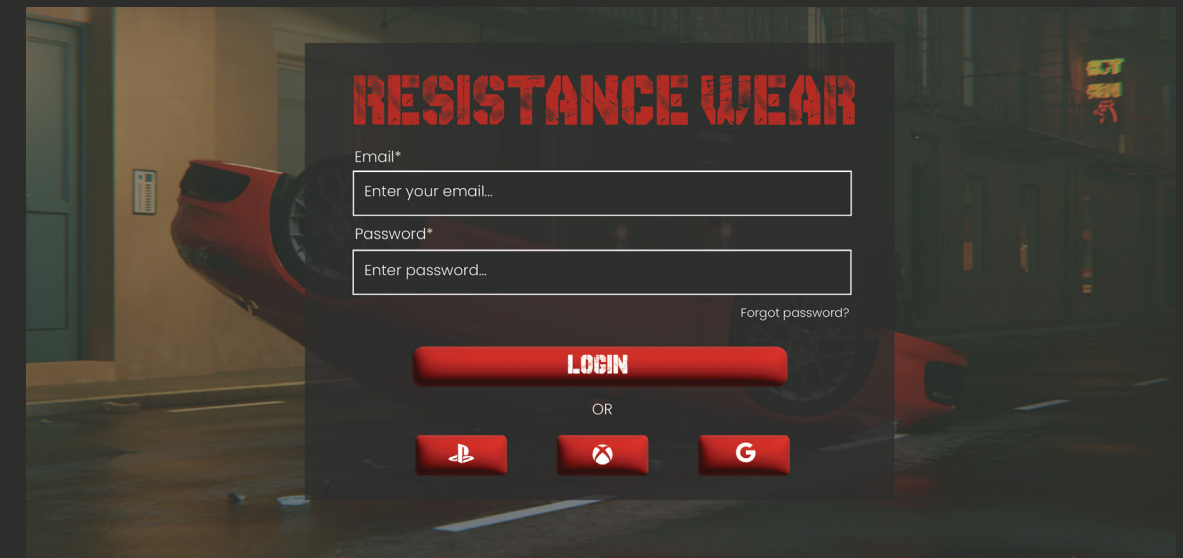 RESISTANCE WEAR
Email*
Enter your email...
Password*
Enter password...
Forgot password?
LOGIN
OR
G